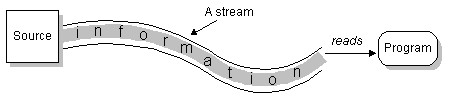 A stream
Source
information
reads
Program